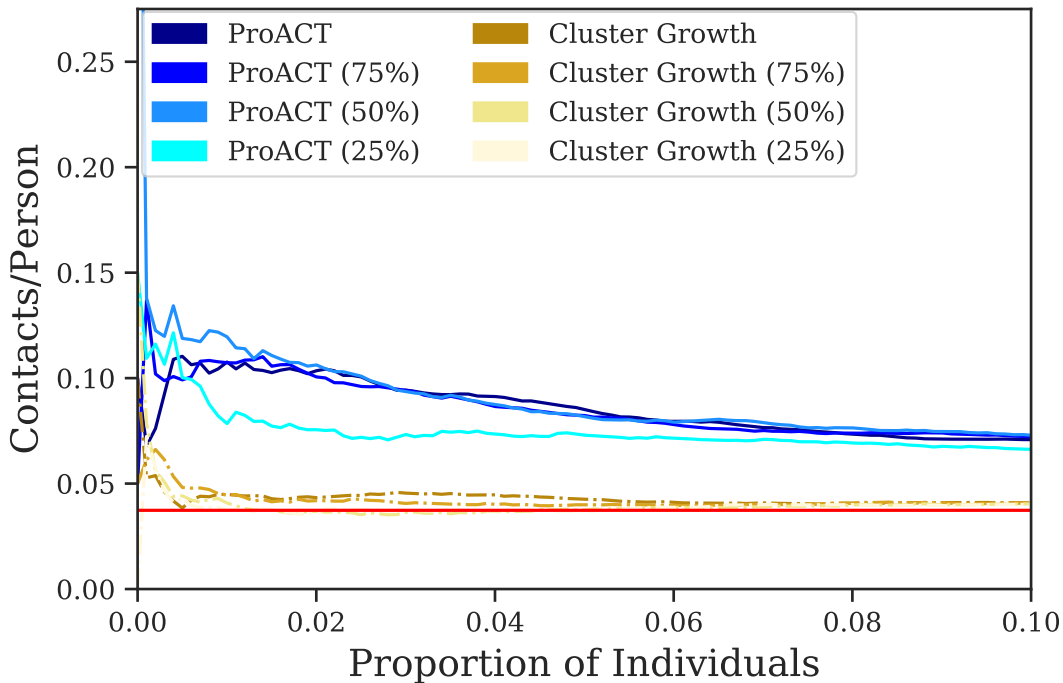 ProACT
ProACT (75%)
ProACT (50%)
ProACT (25%)
Cluster Growth
Cluster Growth (75%)
Cluster Growth (50%)
Cluster Growth (25%)
Contacts/Person
0.25
0.20
0.15
0.10
0.05
0.00
0.00 0.02 0.04 0.06 0.08 0.10
Proportion of Individuals